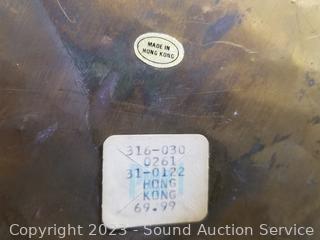 MADE IN
HONG KONG
316-030
0261
31-0122
HONG
KONG
69.99
Copyright 2023 - Sound Auction Service